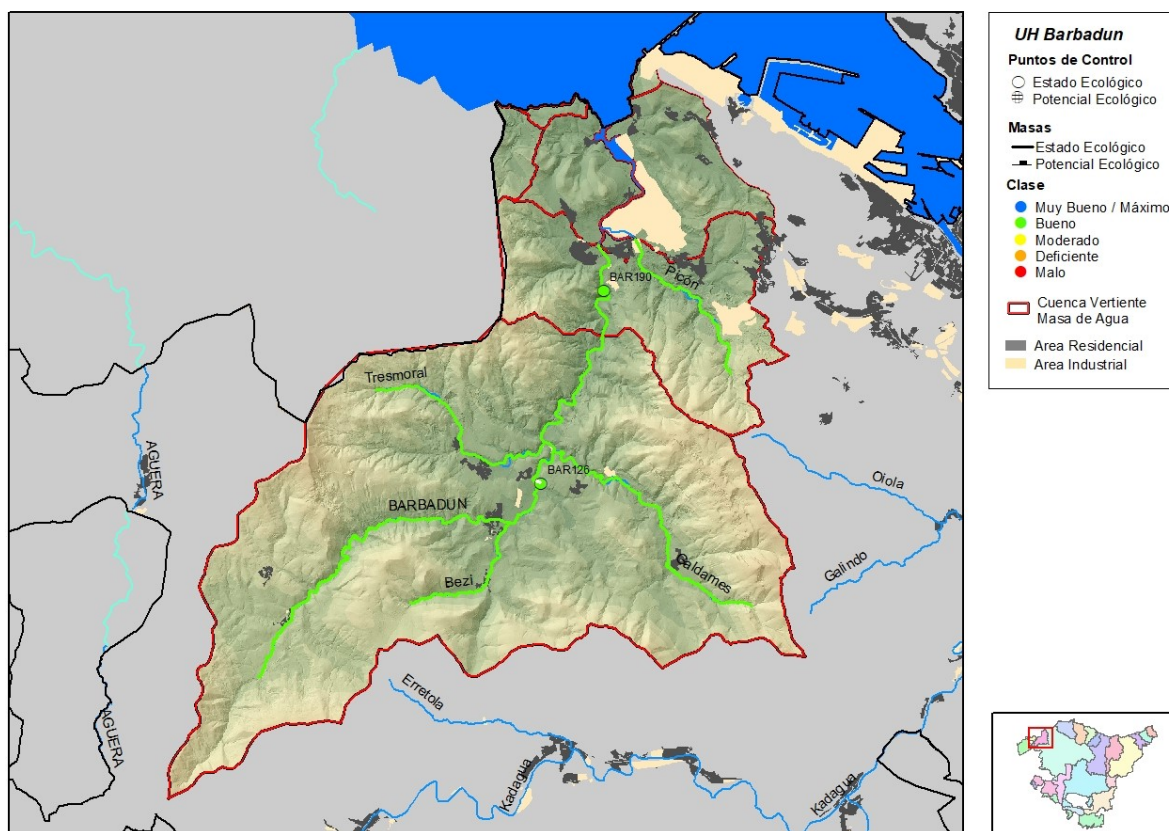 UH Barbadun
Puntos de Control
Estado Ecológico
Potencial Ecológico
Masas
Estado Ecológico
Potencial Ecológico
Clase
Muy Bueno / Máximo
Bueno
Moderado
Deficiente
Malo
Cuenca Vertiente
Masa de Agua
Area Residencial
Area Industrial
Picón
BAR190
Tresmoral
AGUERA
BAR126
BARBADUN
Oiola
Galindo
Bezi
Galdames
Erretola
AGUERA
Kadagua
Kadagua